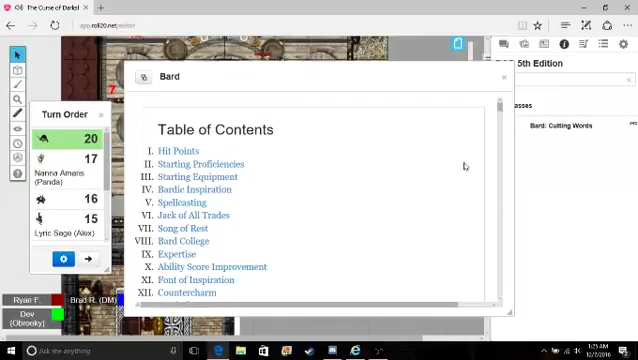 The Curse of Darkel
app.roll20.net/editor
Bard
5th Edition
asses
Bard: Cutting Words
Table of Contents
I. Hit Points
II. Starting Proficiencies
III. Starting Equipment
IV. Bardic Inspiration
V. Spellcasting
VI. Jack of All Trades
VII. Song of Rest
VIII. Bard College
IX. Expertise
X. Ability Score Improvement
XI. Font of Inspiration
XII. Countercharm
7
Turn Order
20
17
Nanna Amaris
(Panda)
16
15
Lyric Sage (Alex)
Ryan F.
Brad R. (DM)
Dev
(Obrooky)
Ask me anything
1:25 AM
12/7/2016